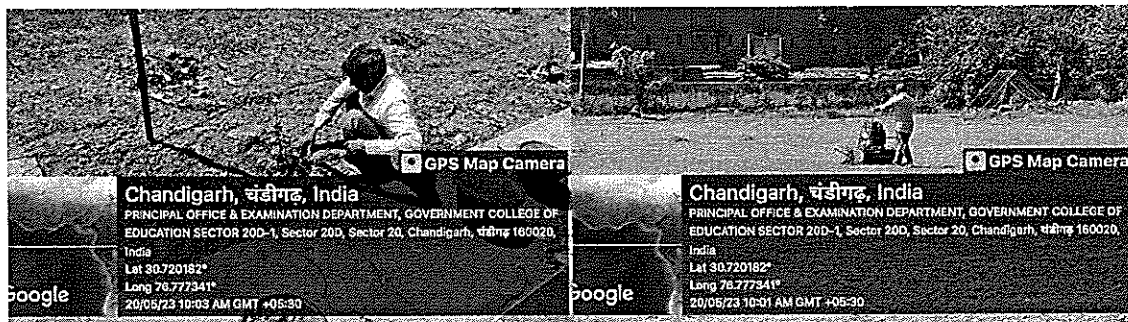 GPS Map Camera
Chandigarh, चंडीगढ़, India
PRINCIPAL OFFICE & EXAMINATION DEPARTMENT, GOVERNMENT COLLEGE OF
EDUCATION SECTOR 20D-1, Sector 20D, Sector 20, Chandigarh, चंडीगढ़ 160020,
India
Lat 30.720182°
Long 76.777341°
20/05/23 10:03 AM GMT +05:30
Google
GPS Map Camera
Chandigarh, चंडीगढ़, India
PRINCIPAL OFFICE & EXAMINATION DEPARTMENT, GOVERNMENT COLLEGE OF
EDUCATION SECTOR 20D-1, Sector 20D, Sector 20, Chandigarh, चंडीगढ़ 160020,
India
Lat 30.720182°
Long 76.777341°
20/05/23 10:01 AM GMT +05:30
Google